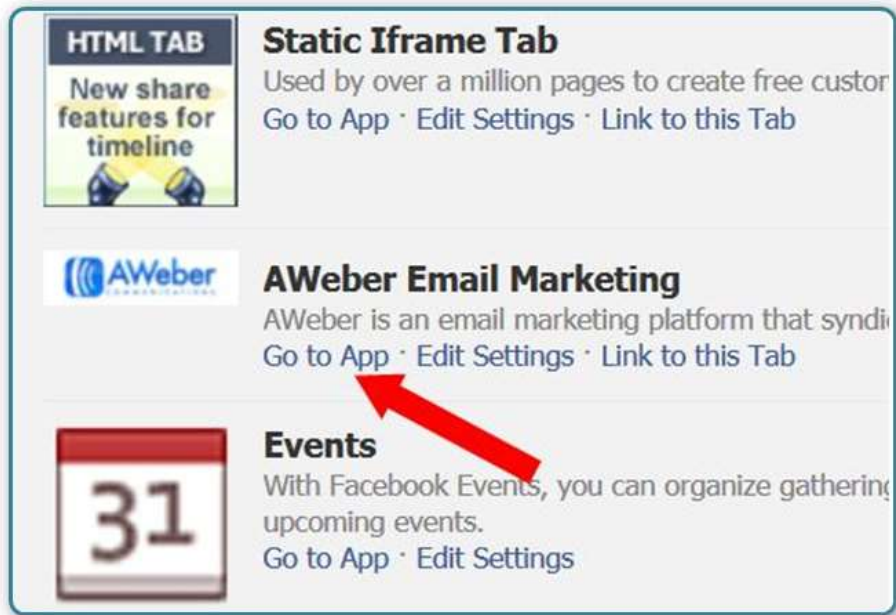 HTML TAB
New share
features for
timeline
Static Iframe Tab
Used by over a million pages to create free custor
Go to App · Edit Settings · Link to this Tab
AWeber
COMMUNICATIONS
AWeber Email Marketing
AWeber is an email marketing platform that syndi
Go to App · Edit Settings · Link to this Tab
31
Events
With Facebook Events, you can organize gathering
upcoming events.
Go to App · Edit Settings